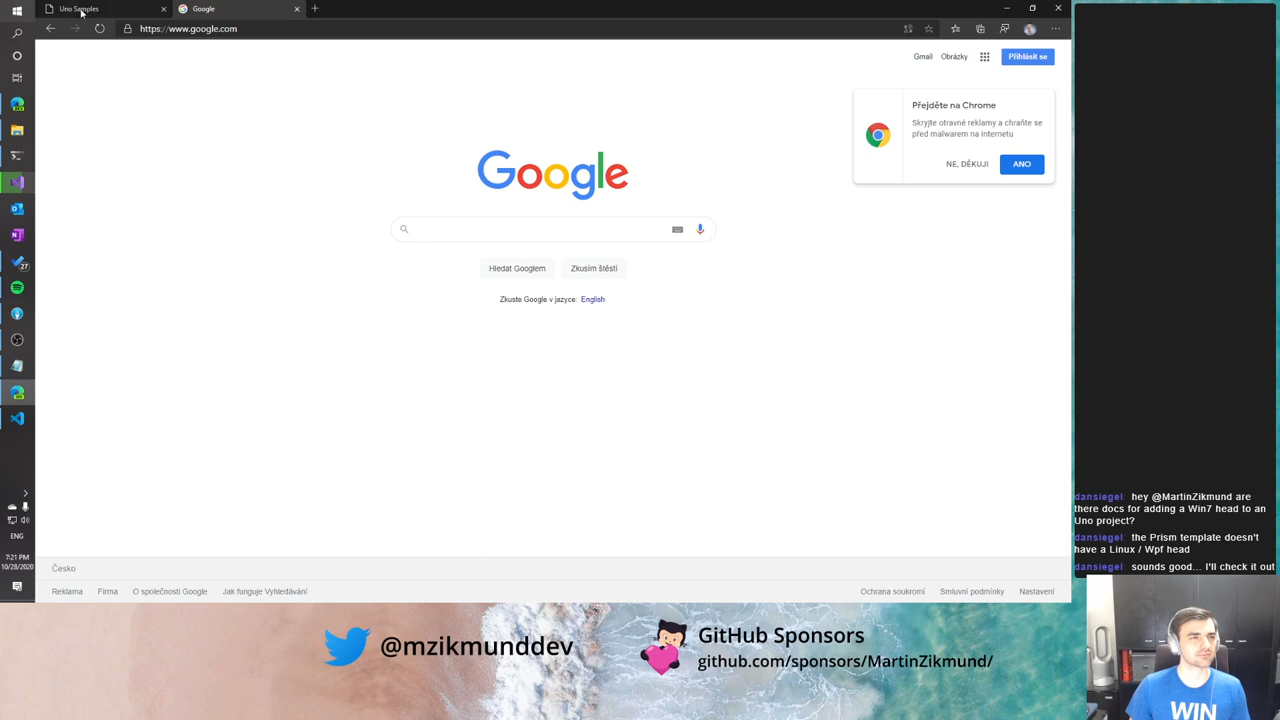 Uno Samples
Google
https://www.google.com
Gmail
Obrázky
Přihlásit se
Přejděte na Chrome
Skryjte otravné reklamy a chraňte se
před malwarem na internetu
NE, DĚKUJI
ANO
Google
Hledat Googlem
Zkusím štěstí
Zkuste Google v jazyce: English
27
ENG
7:21 PM
10/28/2020
Česko
Reklama
Firma
O společnosti Google
Jak funguje Vyhledávání
Ochrana soukromí
Smluvní podmínky
Nastavení
dansiegel: hey @MartinZikmund are
there docs for adding a Win7 head to an
Uno project?
dansiegel: the Prism template doesn't
have a Linux / Wpf head
dansiegel: sounds good... I'll check it out
@mzikmunddev
GitHub Sponsors
github.com/sponsors/MartinZikmund/
WIN